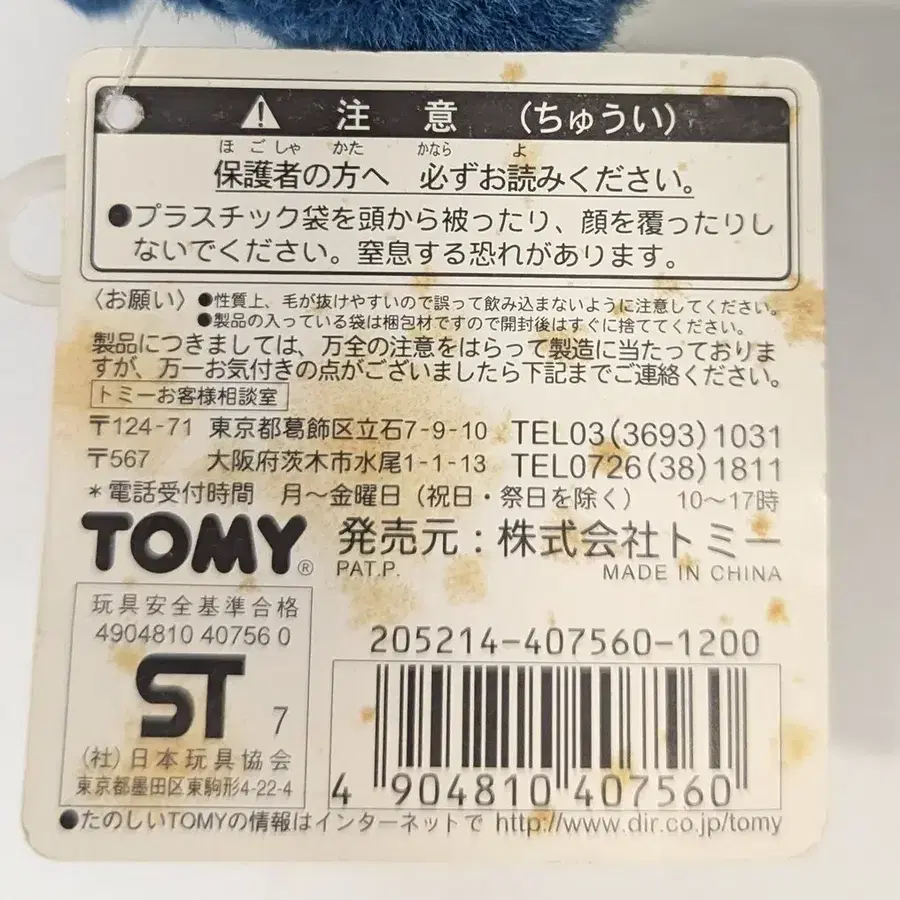 ⚠ 注意 (ちゅうい)
ほごしゃ かた かなら よ
保護者の方へ 必ずお読みください。
●プラスチック袋を頭から被ったり、顔を覆ったりし
ないでください。窒息する恐れがあります。
〈お願い〉●性質上、毛が抜けやすいので誤って飲み込まないように注意してください。
●製品の入っている袋は梱包材ですので開封後はすぐに捨ててください。
製品につきましては、万全の注意をはらって製造に当たっておりま
すが、万一お気付きの点がございましたら下記までご連絡ください。
トミーお客様相談室
〒124-71 東京都葛飾区立石7-9-10 TEL03(3693)1031
〒567 大阪府茨木市水尾1-1-13 TEL0726(38)1811
*電話受付時間 月〜金曜日(祝日・祭日を除く) 10〜17時
TOMY® 発売元:株式会社トミー
PAT.P. MADE IN CHINA
玩具安全基準合格
4904810 40756 0
ST 7
(社)日本玩具協会
東京都墨田区東駒形4-22-4
205214-407560-1200
4 904810 407560
●たのしいTOMYの情報はインターネットで http://www.dir.co.jp/tomy